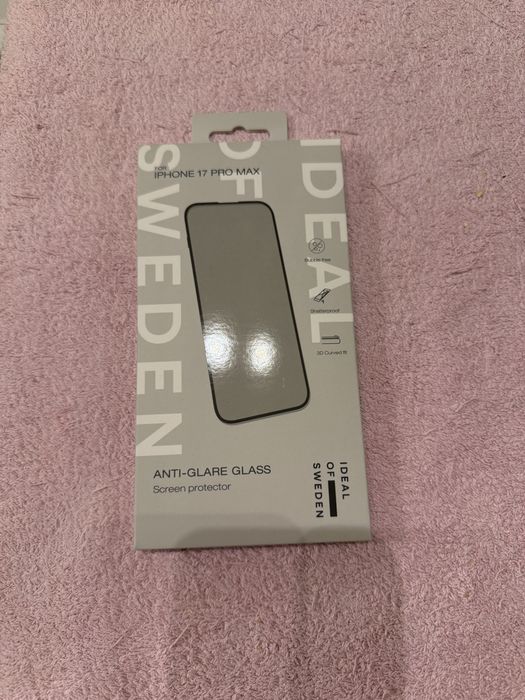 IDEAL
OF
SWEDEN
FOR
IPHONE 17 PRO MAX
Bubble free
Shatterproof
3D Curved fit
ANTI-GLARE GLASS
Screen protector
IDEAL
OF
SWEDEN